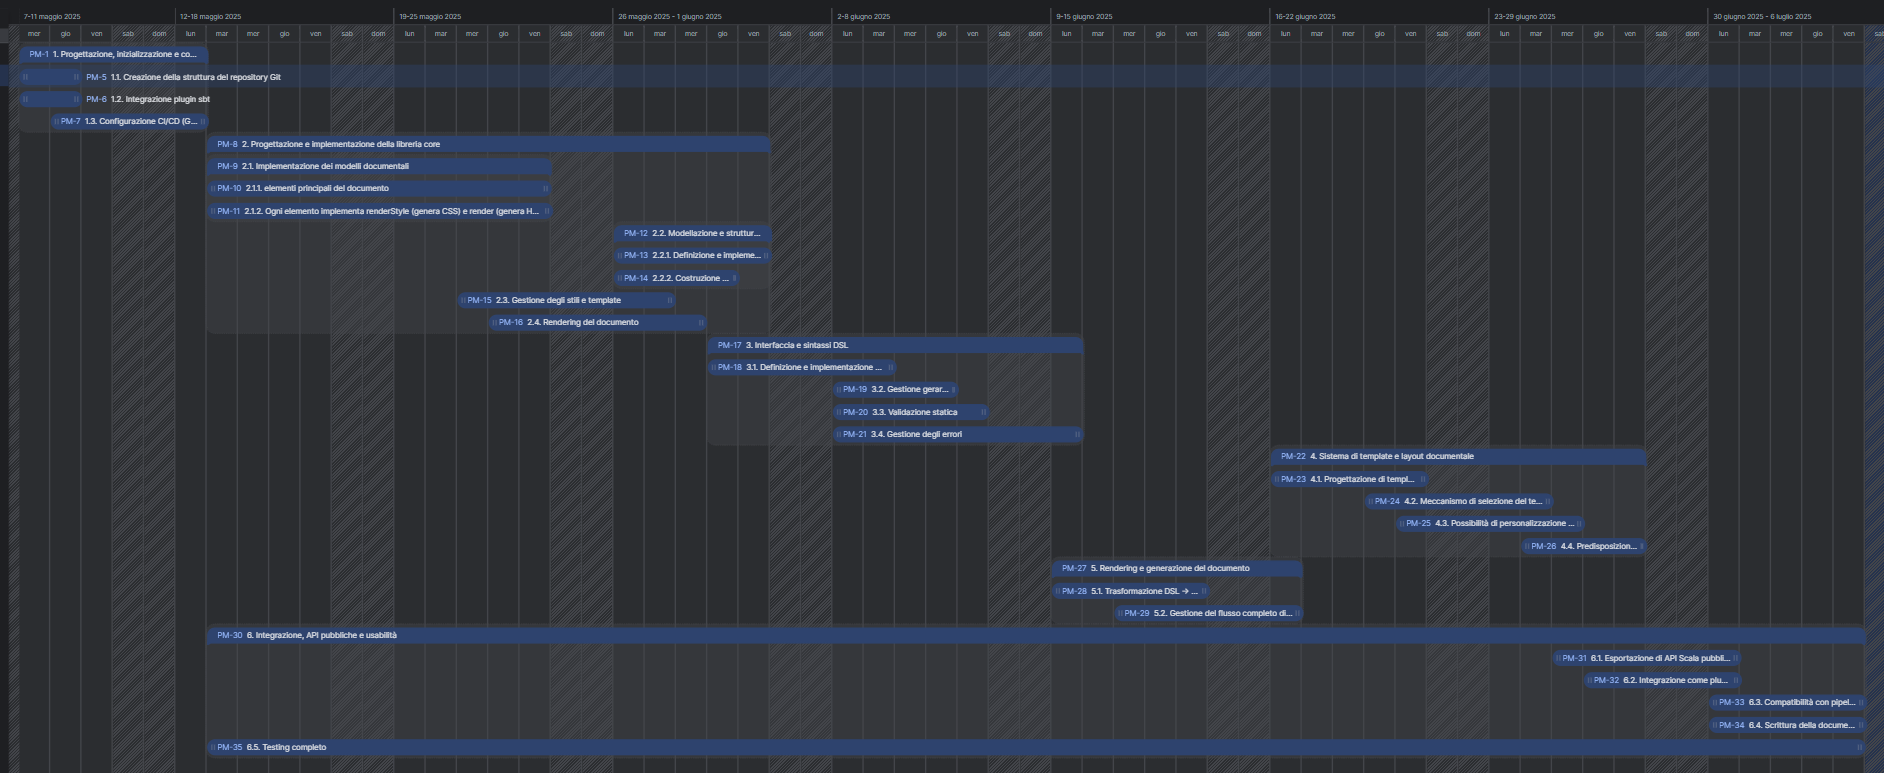 7-11 maggio 2025 12-18 maggio 2025 19-25 maggio 2025 26 maggio 2025 - 1 giugno 2025 2-8 giugno 2025 9-15 giugno 2025 16-22 giugno 2025 23-29 giugno 2025 30 giugno 2025 - 6 luglio 2025
mer gio ven sab dom lun mar mer gio ven sab dom lun mar mer gio ven sab dom lun mar mer gio ven sab dom lun mar mer gio ven sab dom lun mar mer gio ven sab dom lun mar mer gio ven sab dom lun mar mer gio ven sab dom lun mar mer gio ven sab
PM-1 1. Progettazione, inizializzazione e co...
PM-5 1.1. Creazione della struttura del repository Git
PM-6 1.2. Integrazione plugin sbt
PM-7 1.3. Configurazione CI/CD (G...
PM-8 2. Progettazione e implementazione della libreria core
PM-9 2.1. Implementazione dei modelli documentali
PM-10 2.1.1. elementi principali del documento
PM-11 2.1.2. Ogni elemento implementa renderStyle (genera CSS) e render (genera H...
PM-12 2.2. Modellazione e struttur...
PM-13 2.2.1. Definizione e impleme...
PM-14 2.2.2. Costruzione ...
PM-15 2.3. Gestione degli stili e template
PM-16 2.4. Rendering del documento
PM-17 3. Interfaccia e sintassi DSL
PM-18 3.1. Definizione e implementazione ...
PM-19 3.2. Gestione gerar...
PM-20 3.3. Validazione statica
PM-21 3.4. Gestione degli errori
PM-22 4. Sistema di template e layout documentale
PM-23 4.1. Progettazione di templ...
PM-24 4.2. Meccanismo di selezione del te...
PM-25 4.3. Possibilità di personalizzazione ...
PM-26 4.4. Predisposizion...
PM-27 5. Rendering e generazione del documento
PM-28 5.1. Trasformazione DSL → ...
PM-29 5.2. Gestione del flusso completo di...
PM-30 6. Integrazione, API pubbliche e usabilità
PM-31 6.1. Esportazione di API Scala pubbli...
PM-32 6.2. Integrazione come plu...
PM-33 6.3. Compatibilità con pipel...
PM-34 6.4. Scrittura della docume...
PM-35 6.5. Testing completo